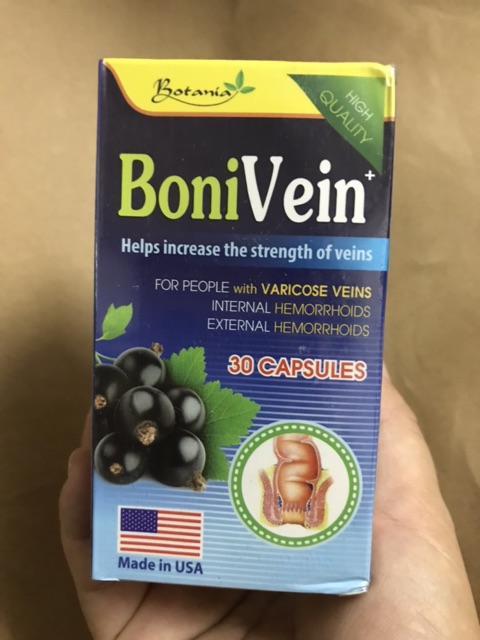 Botania
HIGH
QUALITY
BoniVein+
Helps increase the strength of veins
FOR PEOPLE with VARICOSE VEINS
INTERNAL HEMORRHOIDS
EXTERNAL HEMORRHOIDS
30 CAPSULES
Made in USA